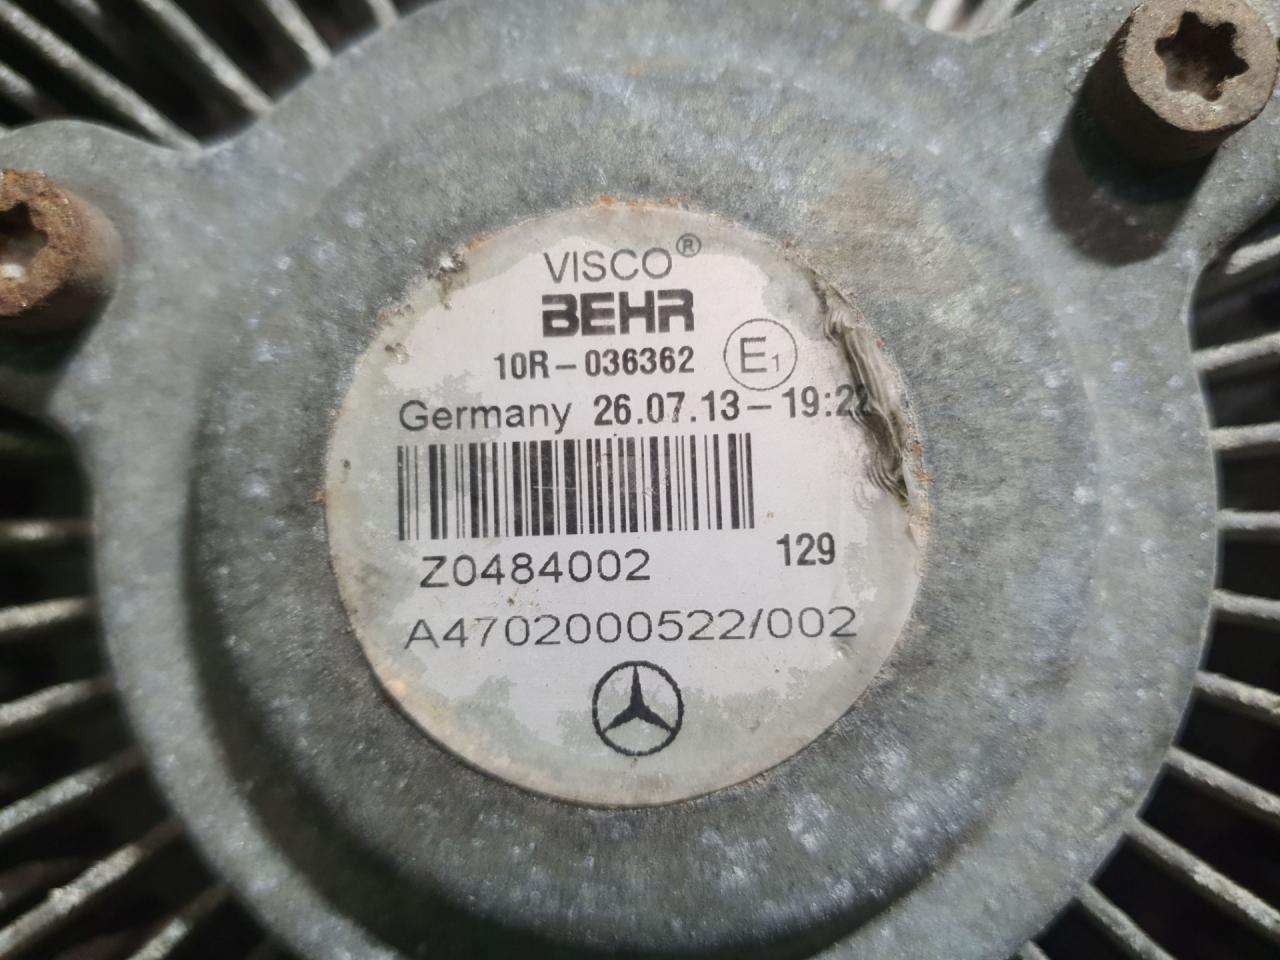 VISCO®
BEHR
10R-036362 E1
Germany 26.07.13-19:22
Z0484002 129
A4702000522/002